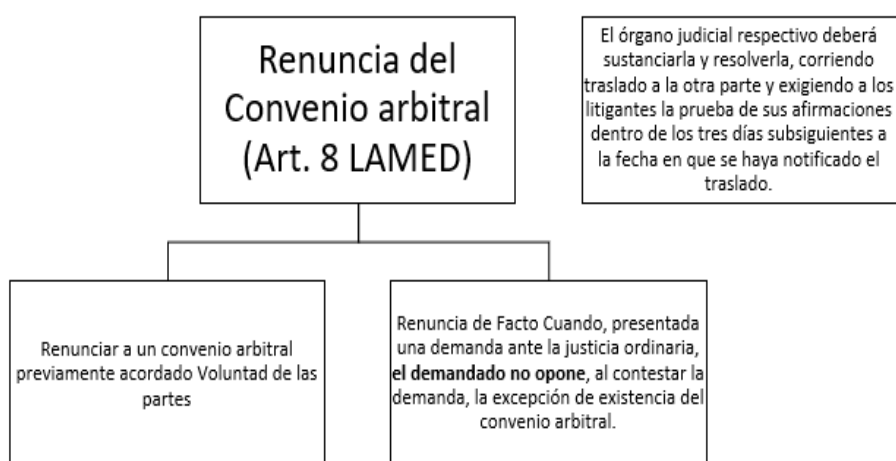 Renuncia del
Convenio arbitral
(Art. 8 LAMED)
El órgano judicial respectivo deberá
sustanciarla y resolverla, corriendo
traslado a la otra parte y exigiendo a los
litigantes la prueba de sus afirmaciones
dentro de los tres días subsiguientes a
la fecha en que se haya notificado el
traslado.
Renunciar a un convenio arbitral
previamente acordado Voluntad de las
partes
Renuncia de Facto Cuando, presentada
una demanda ante la justicia ordinaria,
el demandado no opone, al contestar la
demanda, la excepción de existencia del
convenio arbitral.